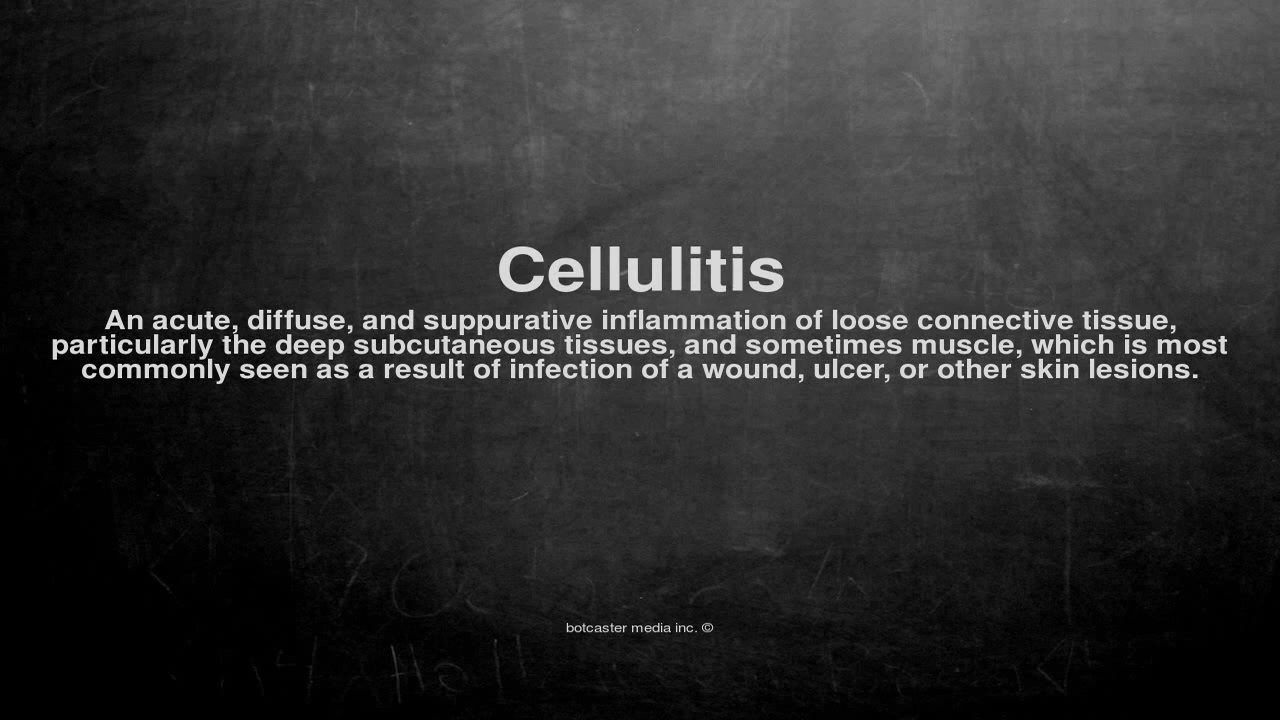 Cellulitis
An acute, diffuse, and suppurative inflammation of loose connective tissue,
particularly the deep subcutaneous tissues, and sometimes muscle, which is most
commonly seen as a result of infection of a wound, ulcer, or other skin lesions.
botcaster media inc. ©